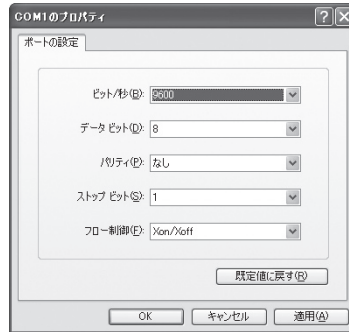 COM1のプロパティ
ポートの設定
ビット/秒(B): 9600
データ ビット(D): 8
パリティ(P): なし
ストップ ビット(S): 1
フロー制御(F): Xon/Xoff
既定値に戻す(R)
OK キャンセル 適用(A)